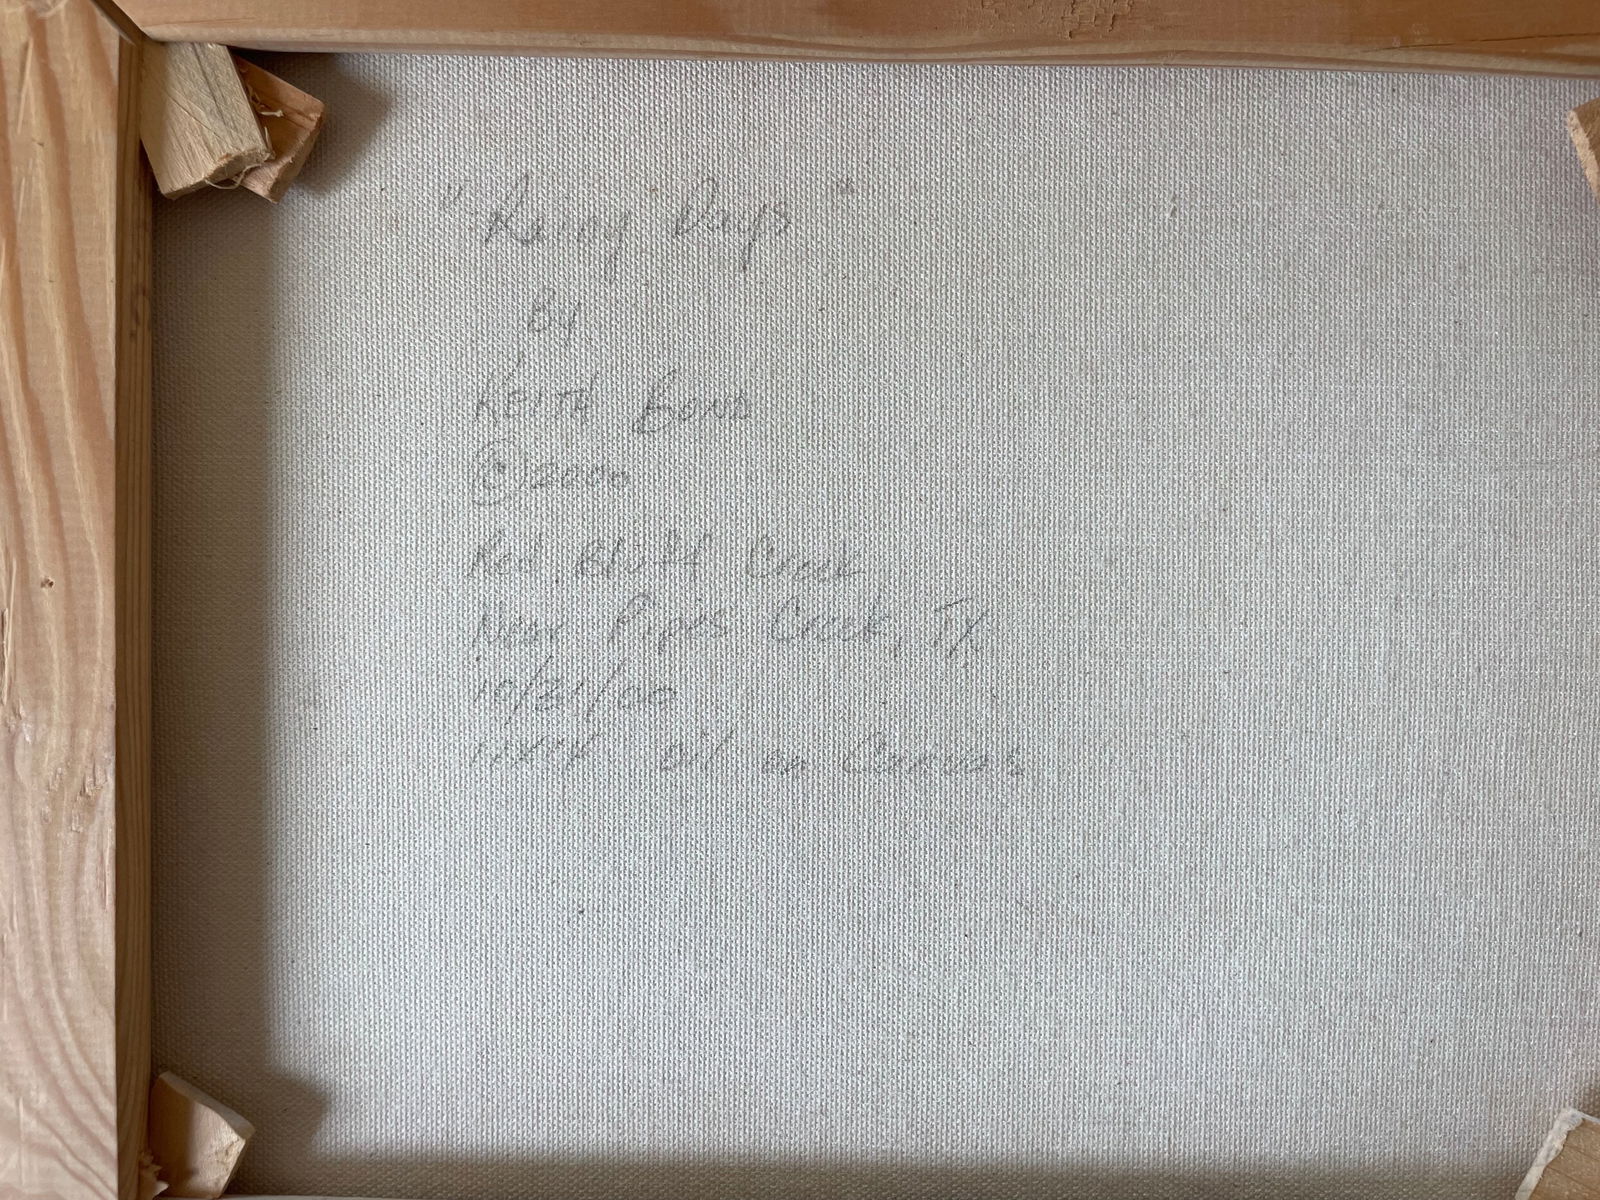 "Rainy Days"
By
KEITH BOND
© 2000
Red Bluff Creek
Near Pipes Creek, TX
10/31/00
11x14 oil on Canvas